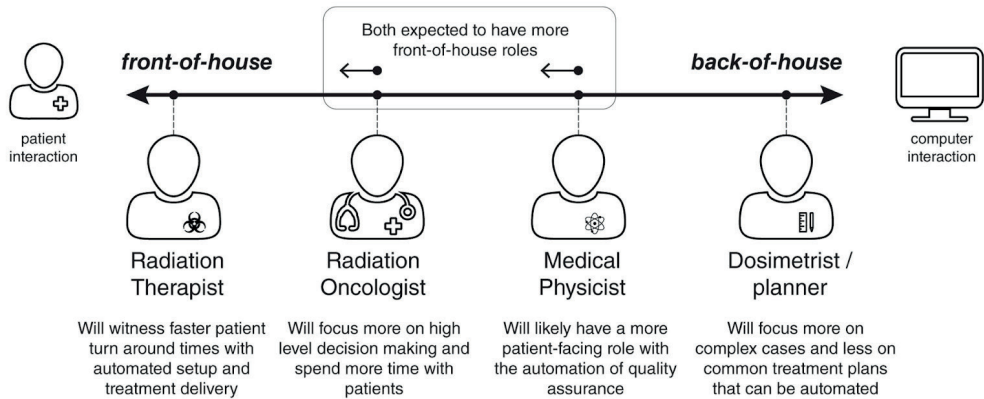 Both expected to have more
front-of-house roles
front-of-house
back-of-house
patient
interaction
computer
interaction
Radiation
Therapist
Will witness faster patient
turn around times with
automated setup and
treatment delivery
Radiation
Oncologist
Will focus more on high
level decision making and
spend more time with
patients
Medical
Physicist
Will likely have a more
patient-facing role with
the automation of quality
assurance
Dosimetrist /
planner
Will focus more on
complex cases and less on
common treatment plans
that can be automated